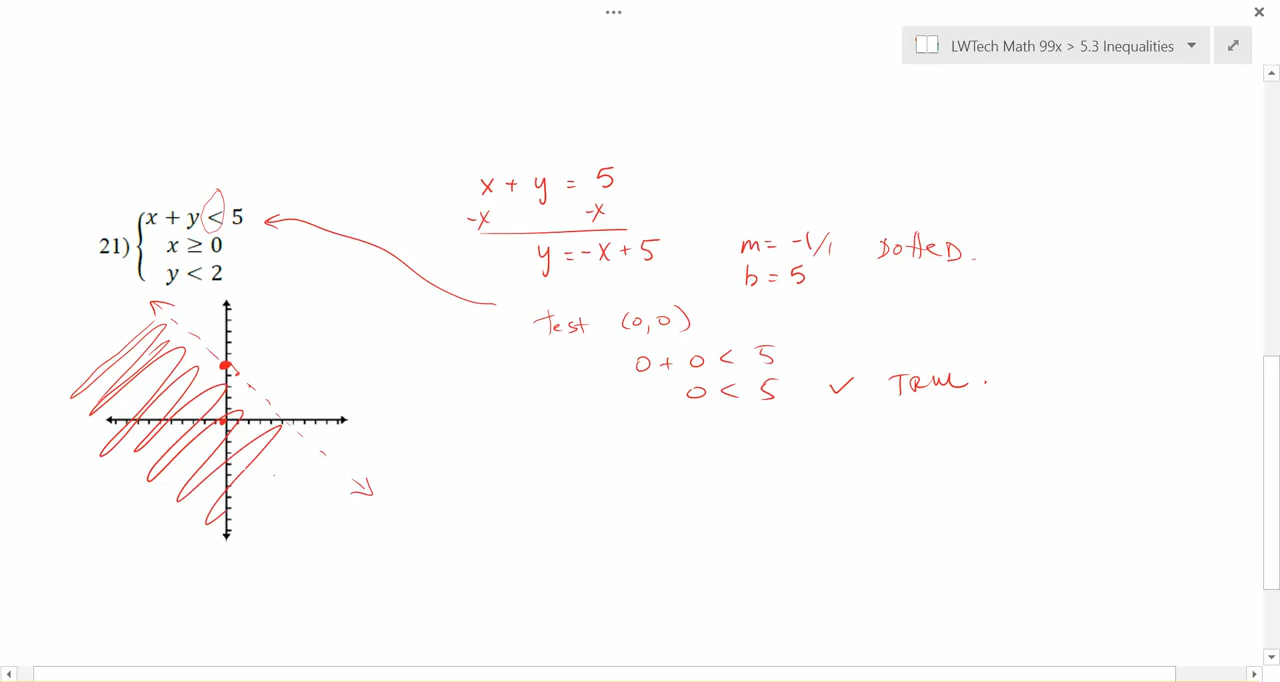 LWTech Math 99x > 5.3 Inequalities
x + y = 5
-x -x
y = -x + 5
m = -1/1
b = 5
DotteD.
21) { x + y < 5
x ≥ 0
y < 2
Test (0,0)
0 + 0 < 5
0 < 5 ✓ TRUE.